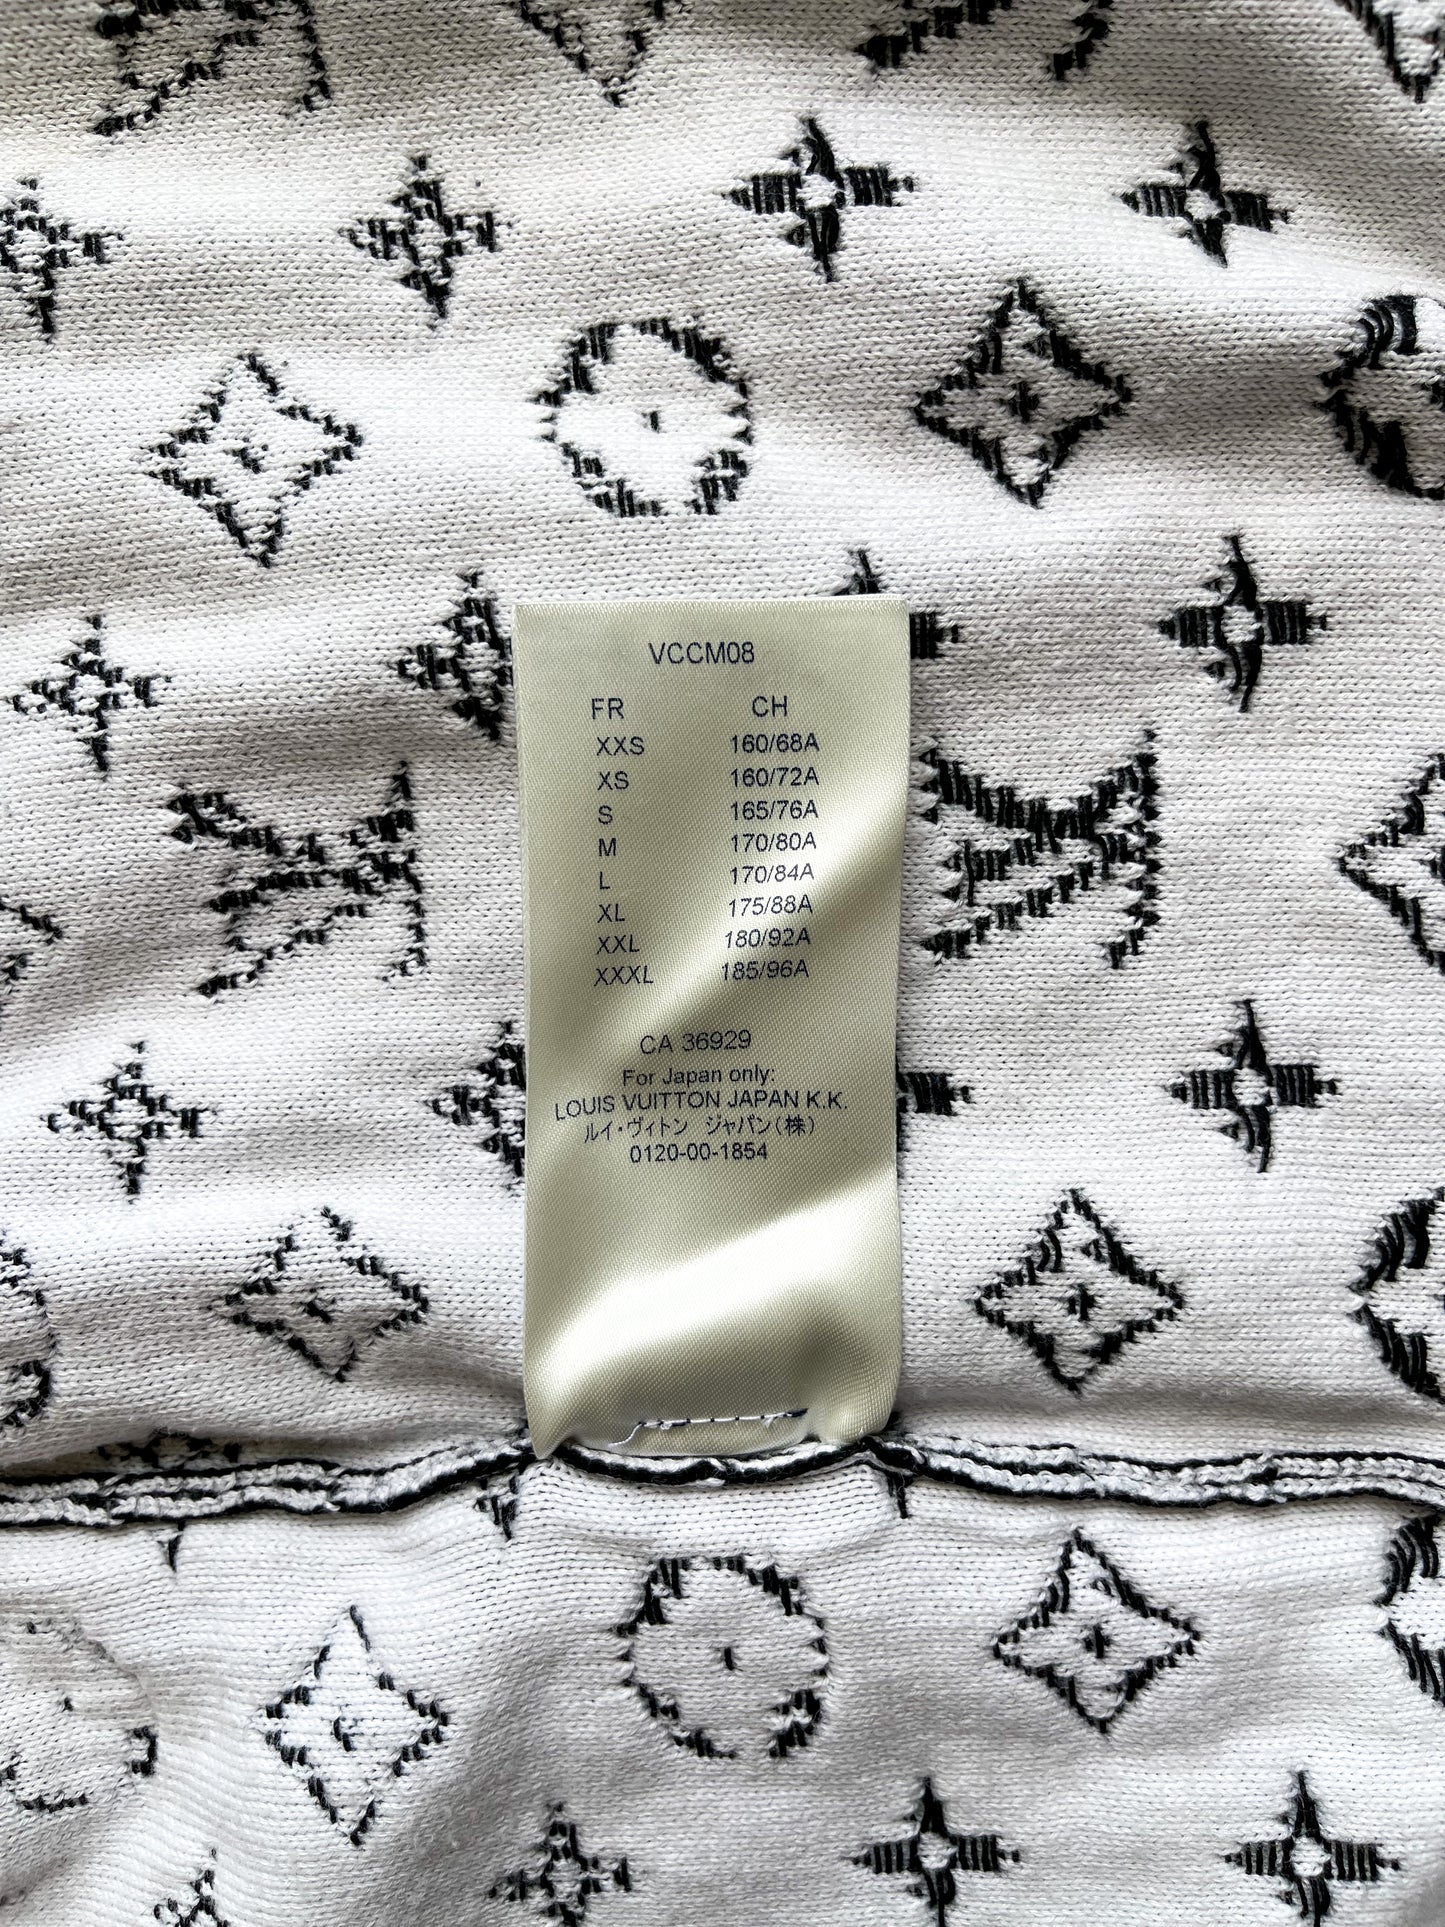 VCCM08
FR CH
XXS 160/68A
XS 160/72A
S 165/76A
M 170/80A
L 170/84A
XL 175/88A
XXL 180/92A
XXXL 185/96A
CA 36929
For Japan only:
LOUIS VUITTON JAPAN K.K.
ルイ・ヴィトン ジャパン(株)
0120-00-1854